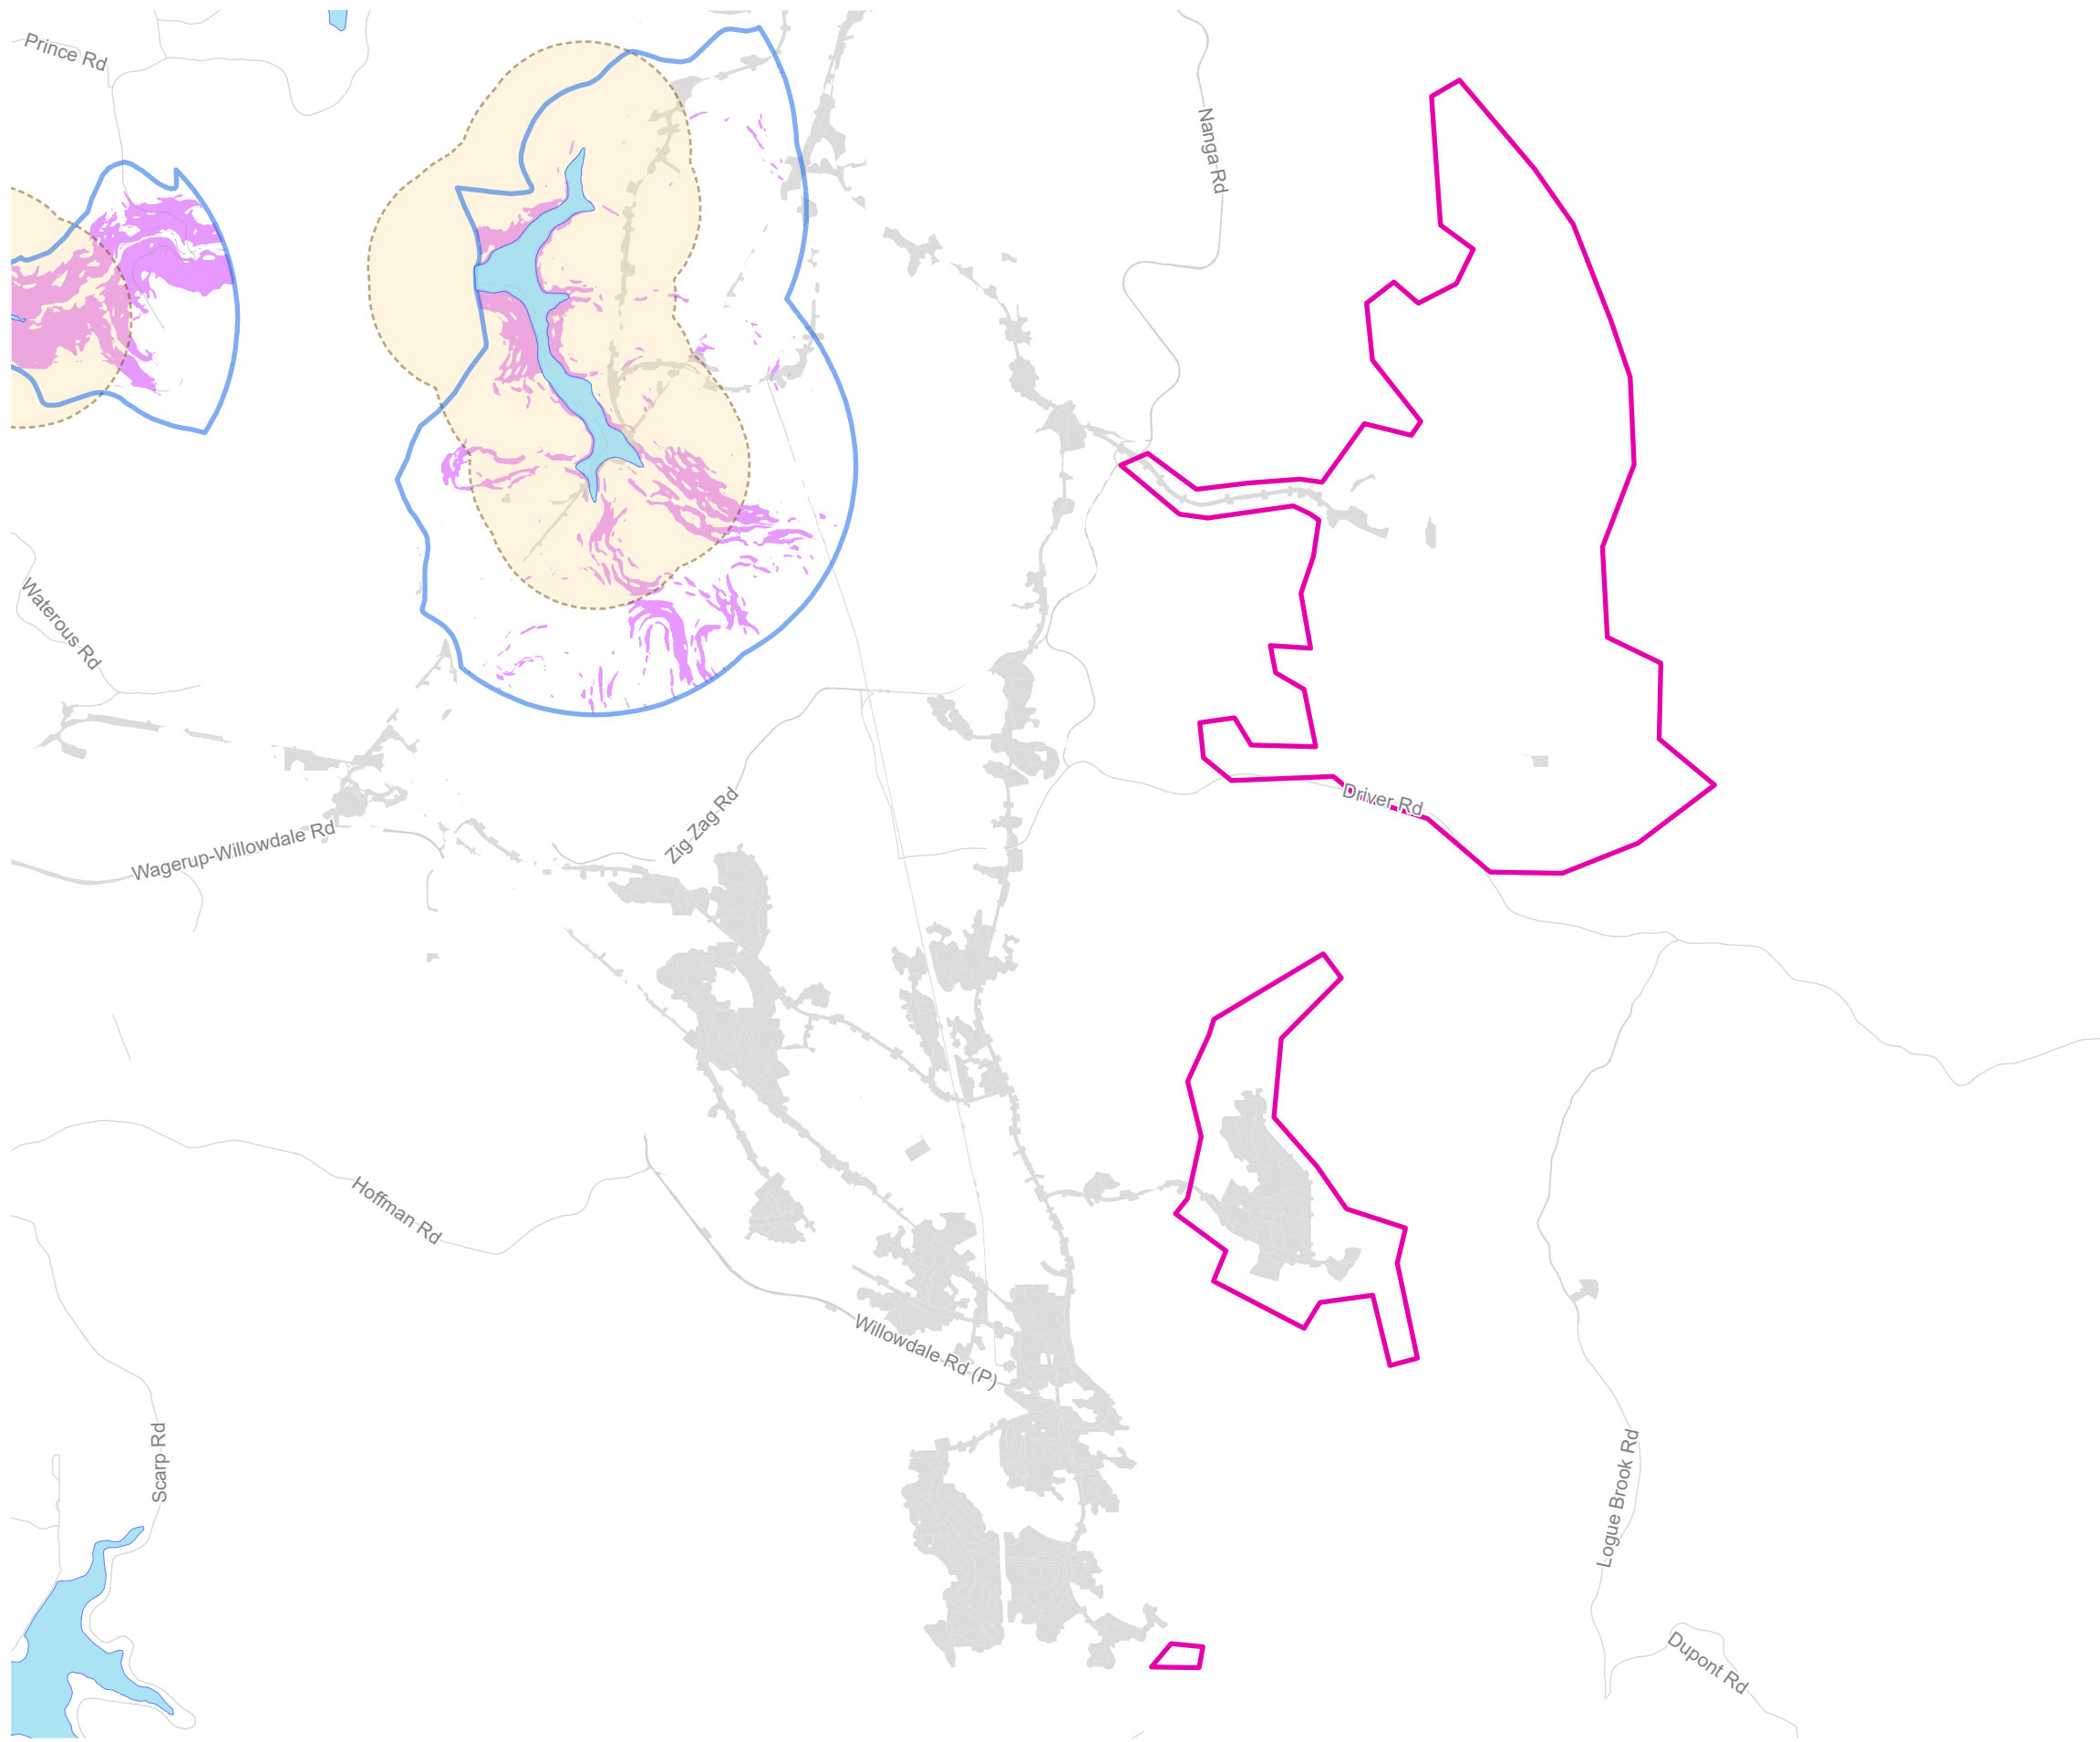 Prince Rd
Nanga Rd
Waterous Rd
Driver Rd
Zig Zag Rd
Wagerup-Willowdale Rd
Hoffman Rd
Willowdale Rd (P)
Scarp Rd
Logue Brook Rd
Dupont Rd